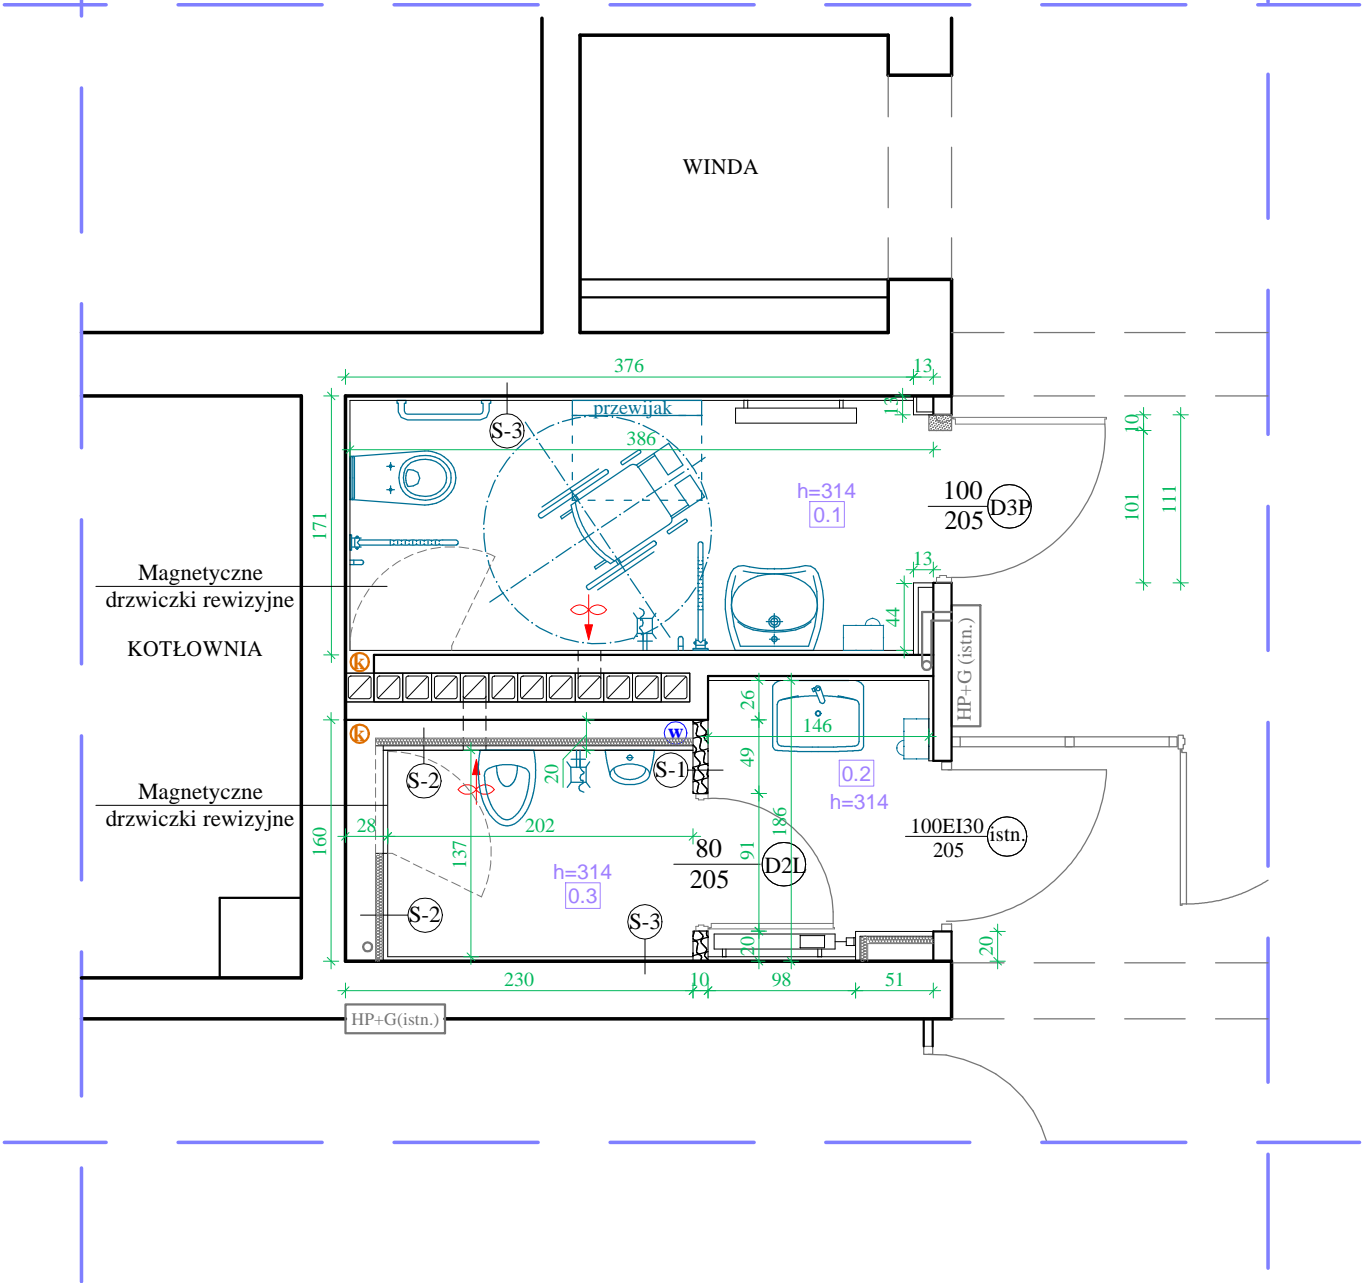 WINDA
376
13
13
przewijak
S-3
386
10
101
111
h=314
0.1
100
205
D3P
171
Magnetyczne
drzwiczki rewizyjne
KOTŁOWNIA
13
44
HP+G (istn.)
k
k
w
26
146
49
S-1
S-2
20
0.2
h=314
Magnetyczne
drzwiczki rewizyjne
28
202
160
137
186
91
80
205
D2L
100EI30
205
istn.
h=314
0.3
S-2
S-3
20
20
230
10
98
51
HP+G(istn.)